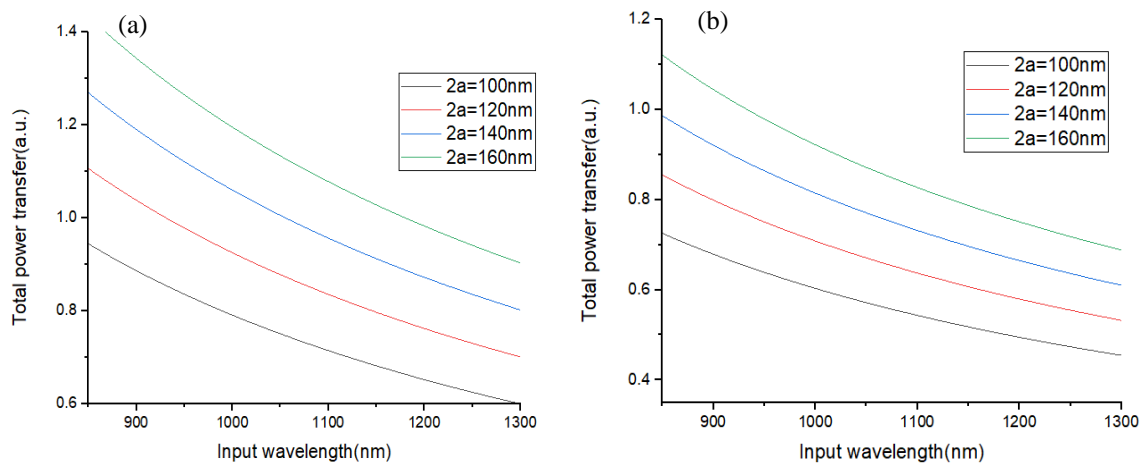 (a)
1.4
1.2
1.0
0.8
0.6
Total power transfer(a.u.)
2a=100nm
2a=120nm
2a=140nm
2a=160nm
900 1000 1100 1200 1300
Input wavelength(nm)
(b)
1.2
1.0
0.8
0.6
0.4
Total power transfer(a.u.)
2a=100nm
2a=120nm
2a=140nm
2a=160nm
900 1000 1100 1200 1300
Input wavelength(nm)